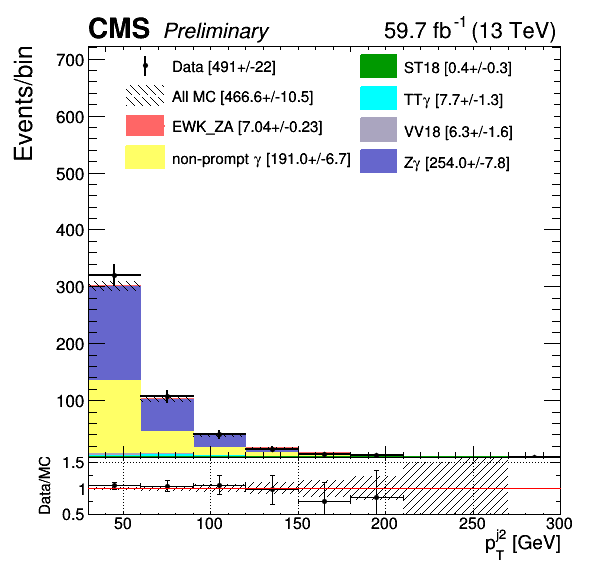 CMS Preliminary 59.7 fb⁻¹ (13 TeV)
Events/bin
700
600
500
400
300
200
100
Data [491+/-22]
All MC [466.6+/-10.5]
EWK_ZA [7.04+/-0.23]
non-prompt γ [191.0+/-6.7]
ST18 [0.4+/-0.3]
TTγ [7.7+/-1.3]
VV18 [6.3+/-1.6]
Zγ [254.0+/-7.8]
Data/MC
1.5
1
0.5
50 100 150 200 250 300
p_T^j2 [GeV]